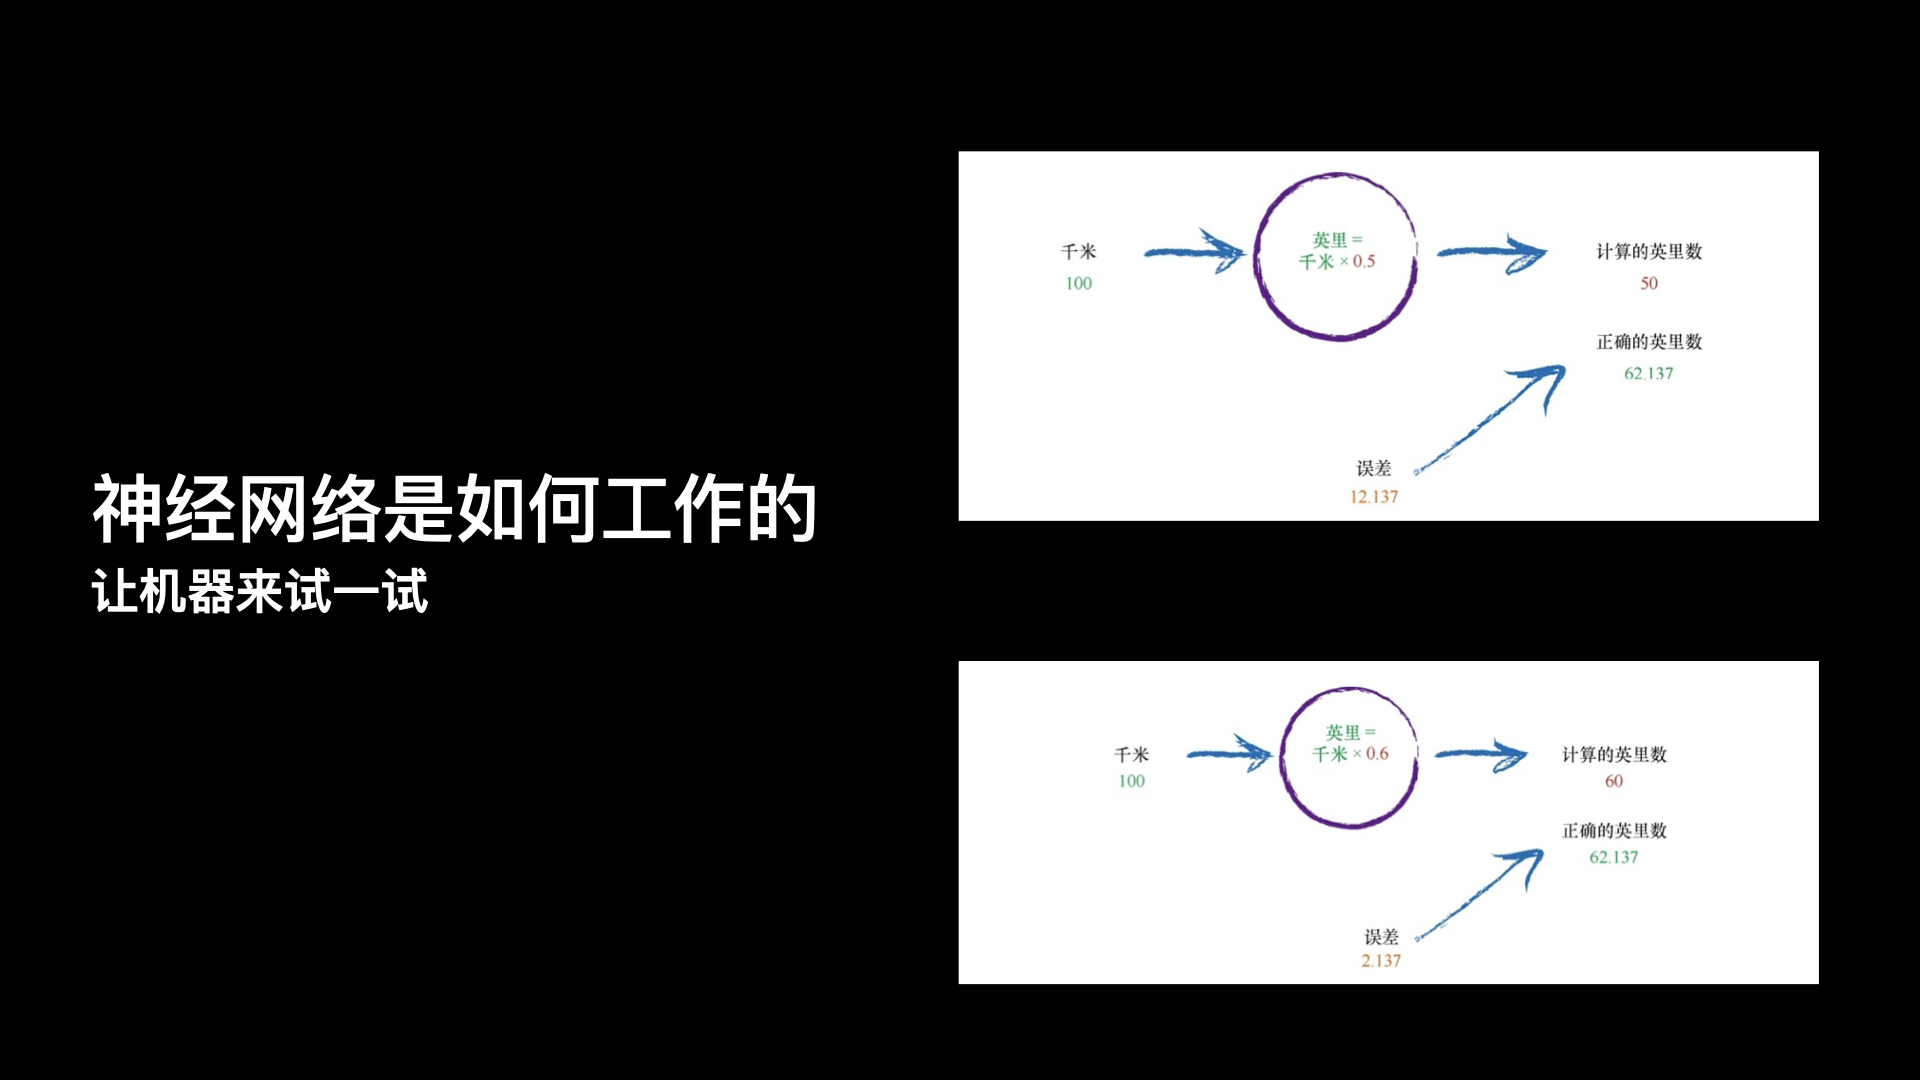 神经网络是如何工作的
让机器来试一试
千米
100
英里 =
千米 × 0.5
计算的英里数
50
正确的英里数
62.137
误差
12.137
千米
100
英里 =
千米 × 0.6
计算的英里数
60
正确的英里数
62.137
误差
2.137